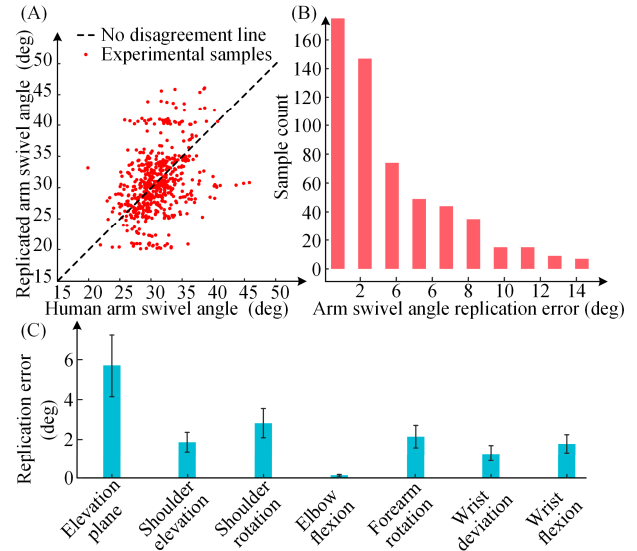 (A)
No disagreement line
Experimental samples
Replicated arm swivel angle (deg)
50
45
40
35
30
25
20
15
15 20 25 30 35 40 45 50
Human arm swivel angle (deg)
(B)
Sample count
160
140
120
100
80
60
40
20
0
2 6 6 6 8 10 12 14
Arm swivel angle replication error (deg)
(C)
Replication error
(deg)
6
4
2
0
Elevation
plane
Shoulder
elevation
Shoulder
rotation
Elbow
flexion
Forearm
rotation
Wrist
deviation
Wrist
flexion